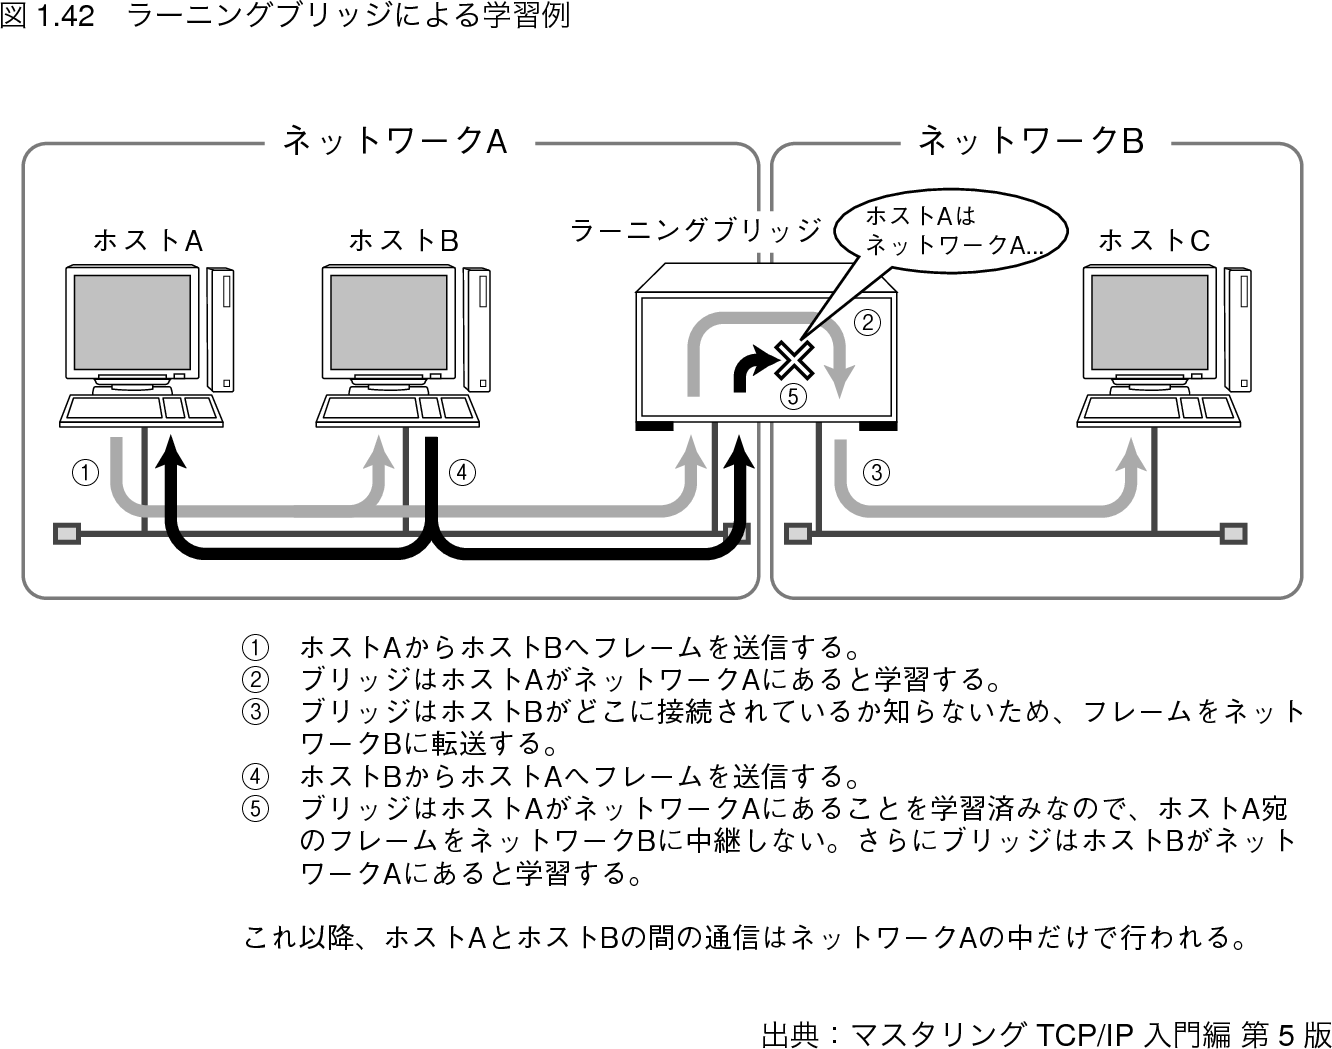 図 1.42 ラーニングブリッジによる学習例
ネットワークA
ネットワークB
ホストA
ホストB
ラーニングブリッジ
ホストAは
ネットワークA...
ホストC
②
⑤
①
④
③
① ホストAからホストBへフレームを送信する。
② ブリッジはホストAがネットワークAにあると学習する。
③ ブリッジはホストBがどこに接続されているか知らないため、フレームをネット
ワークBに転送する。
④ ホストBからホストAへフレームを送信する。
⑤ ブリッジはホストAがネットワークAにあることを学習済みなので、ホストA宛
のフレームをネットワークBに中継しない。さらにブリッジはホストBがネット
ワークAにあると学習する。
これ以降、ホストAとホストBの間の通信はネットワークAの中だけで行われる。
出典：マスタリング TCP/IP 入門編 第 5 版